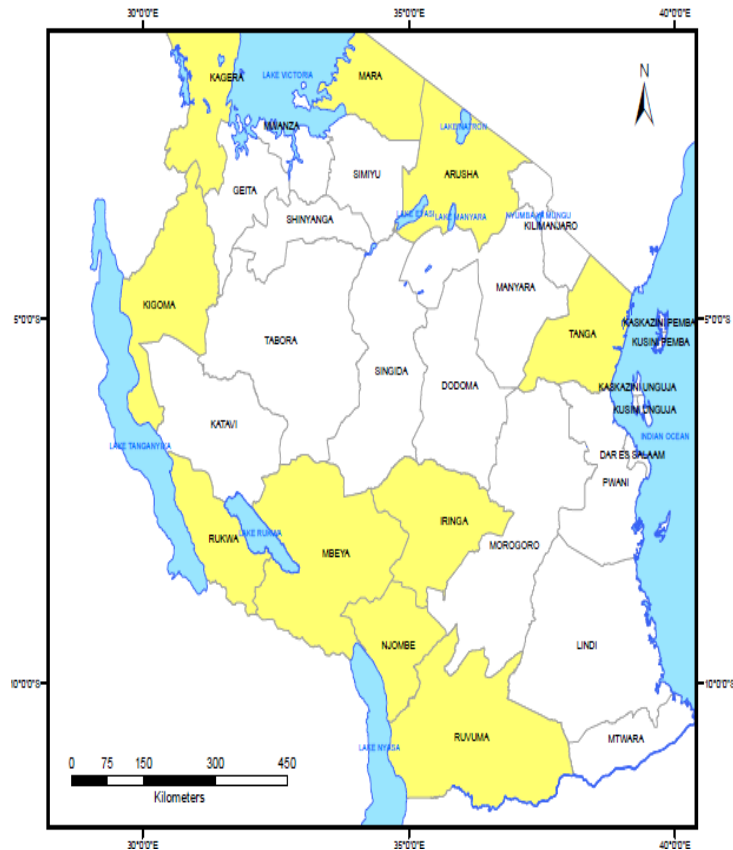 30°0'0"E 35°0'0"E 40°0'0"E
N
KAGERA
LAKE VICTORIA
MARA
MWANZA
LAKE NATRON
SIMIYU
ARUSHA
GEITA
SHINYANGA
LAKE EYASI
LAKE MANYARA
NYUMBA YA MUNGU
KILIMANJARO
KIGOMA
MANYARA
5°0'0"S 5°0'0"S
TABORA
TANGA
KASKAZINI PEMBA
KUSINI PEMBA
SINGIDA
DODOMA
KASKAZINI UNGUJA
KUSINI UNGUJA
KATAVI
LAKE TANGANYIKA
INDIAN OCEAN
DAR ES SALAAM
PWANI
IRINGA
RUKWA
LAKE RUKWA
MBEYA
MOROGORO
NJOMBE
LINDI
10°0'0"S 10°0'0"S
RUVUMA
MTWARA
LAKE NYASA
0 75 150 300 450
Kilometers
30°0'0"E 35°0'0"E 40°0'0"E